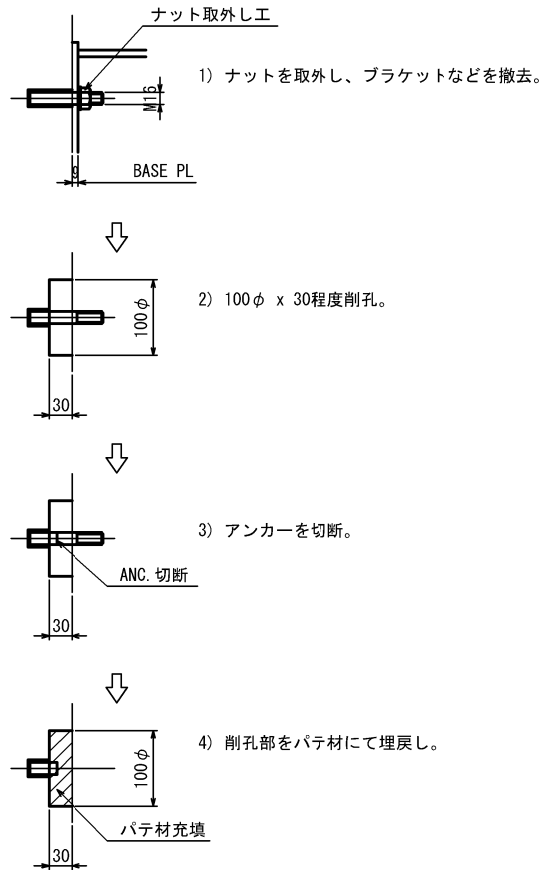 ナット取外し工
1) ナットを取外し、ブラケットなどを撤去。
M16
9
BASE PL
2) 100φ x 30程度削孔。
100φ
30
3) アンカーを切断。
ANC.切断
30
4) 削孔部をパテ材にて埋戻し。
100φ
パテ材充填
30